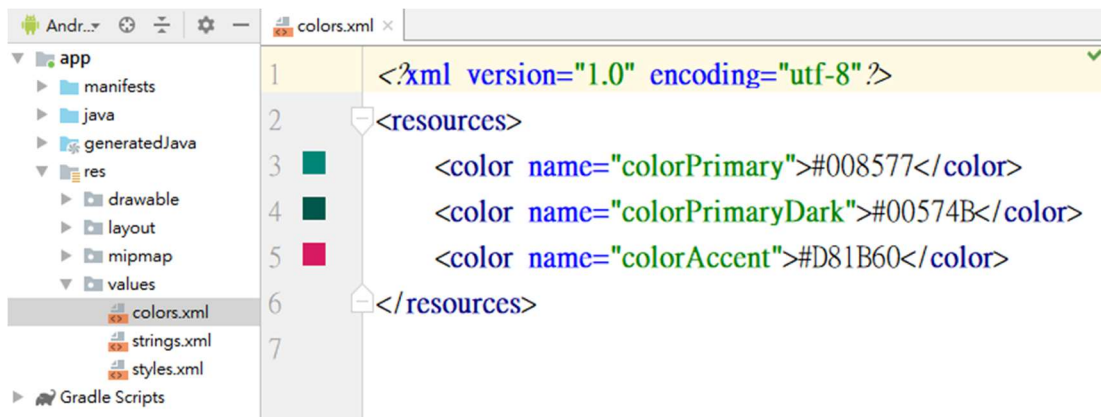 Andr...
app
manifests
java
generatedJava
res
drawable
layout
mipmap
values
colors.xml
strings.xml
styles.xml
Gradle Scripts
colors.xml
1 <?xml version="1.0" encoding="utf-8"?>
2 <resources>
3 <color name="colorPrimary">#008577</color>
4 <color name="colorPrimaryDark">#00574B</color>
5 <color name="colorAccent">#D81B60</color>
6 </resources>
7